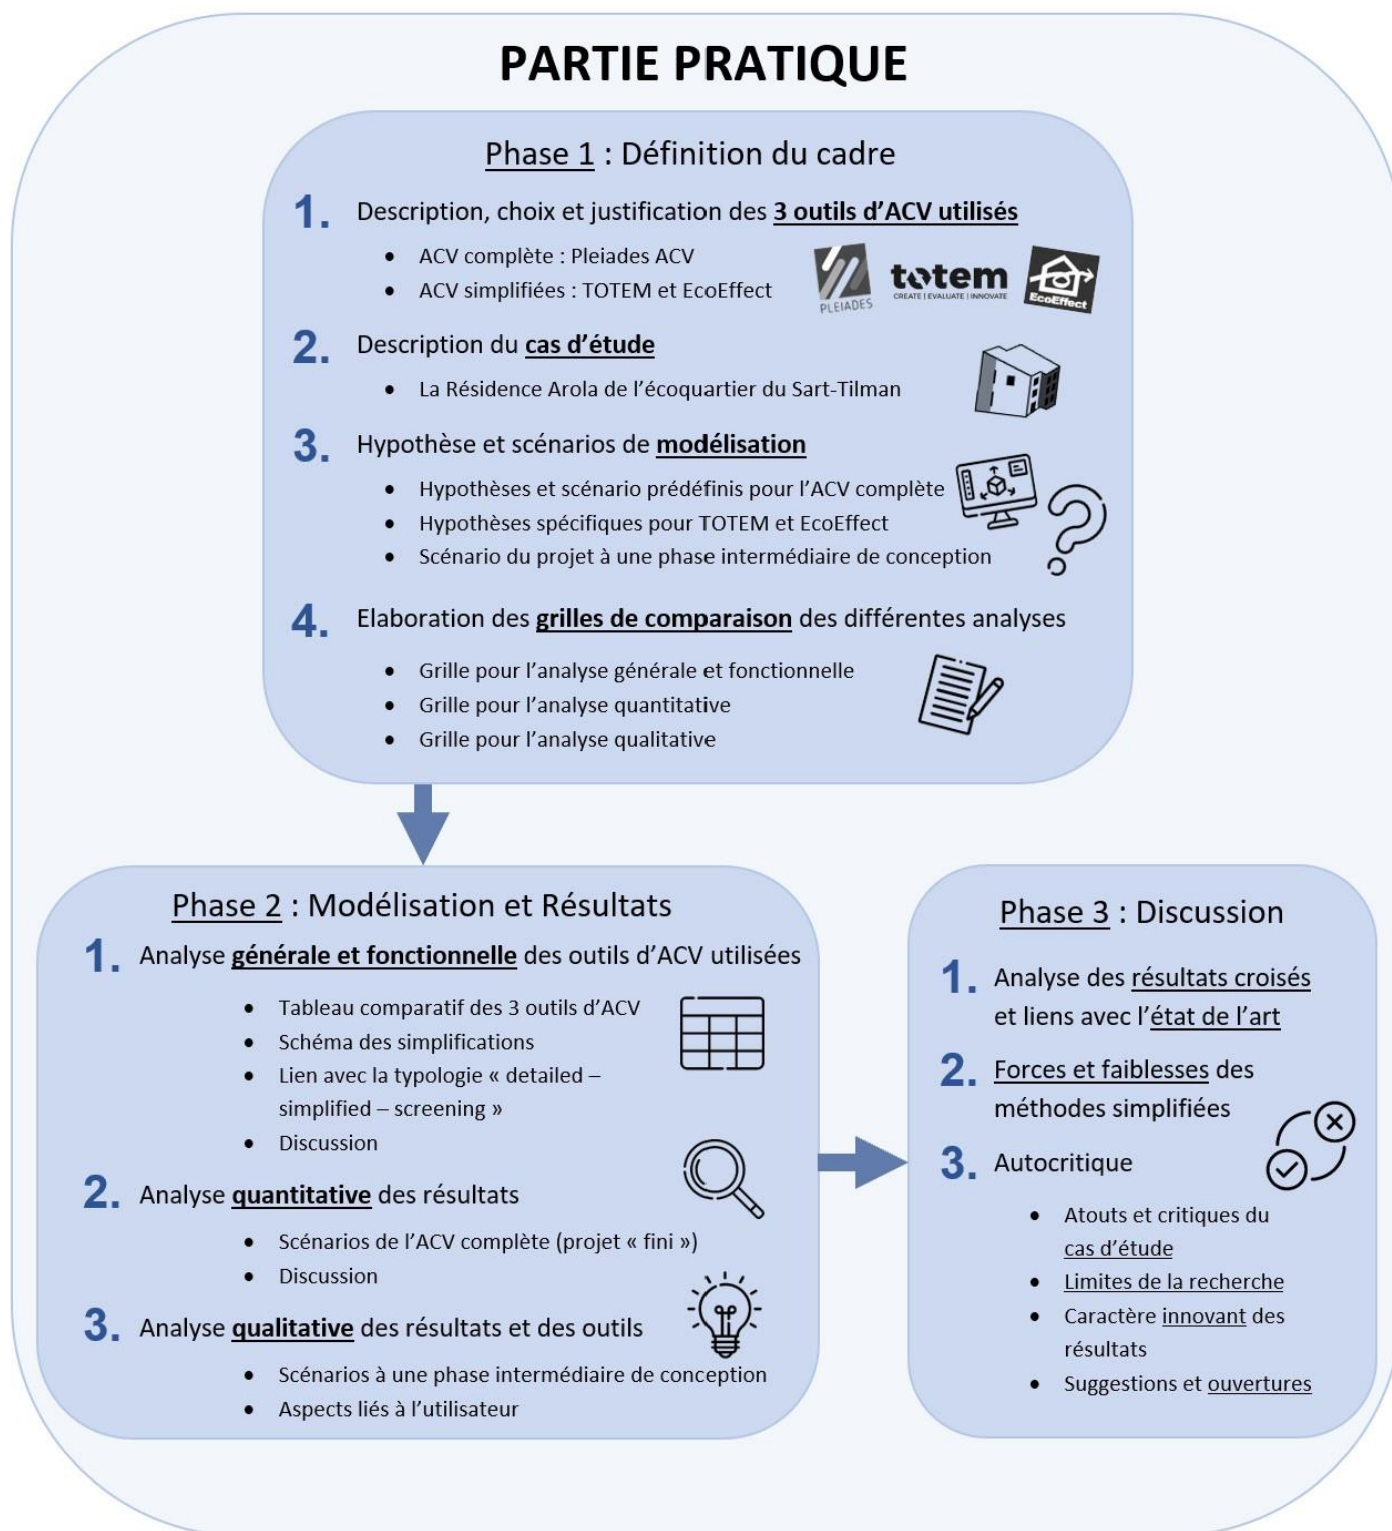 PARTIE PRATIQUE
Phase 1 : Définition du cadre
1. Description, choix et justification des 3 outils d’ACV utilisés
• ACV complète : Pleiades ACV
• ACV simplifiées : TOTEM et EcoEffect
PLEIADES
totem
CREATE | EVALUATE | INNOVATE
EcoEffect
2. Description du cas d’étude
• La Résidence Arola de l’écoquartier du Sart-Tilman
3. Hypothèse et scénarios de modélisation
• Hypothèses et scénario prédéfinis pour l’ACV complète
• Hypothèses spécifiques pour TOTEM et EcoEffect
• Scénario du projet à une phase intermédiaire de conception
4. Elaboration des grilles de comparaison des différentes analyses
• Grille pour l’analyse générale et fonctionnelle
• Grille pour l’analyse quantitative
• Grille pour l’analyse qualitative
Phase 2 : Modélisation et Résultats
1. Analyse générale et fonctionnelle des outils d’ACV utilisées
• Tableau comparatif des 3 outils d’ACV
• Schéma des simplifications
• Lien avec la typologie « detailed –
simplified – screening »
• Discussion
2. Analyse quantitative des résultats
• Scénarios de l’ACV complète (projet « fini »)
• Discussion
3. Analyse qualitative des résultats et des outils
• Scénarios à une phase intermédiaire de conception
• Aspects liés à l’utilisateur
Phase 3 : Discussion
1. Analyse des résultats croisés
et liens avec l’état de l’art
2. Forces et faiblesses des
méthodes simplifiées
3. Autocritique
• Atouts et critiques du
cas d’étude
• Limites de la recherche
• Caractère innovant des
résultats
• Suggestions et ouvertures